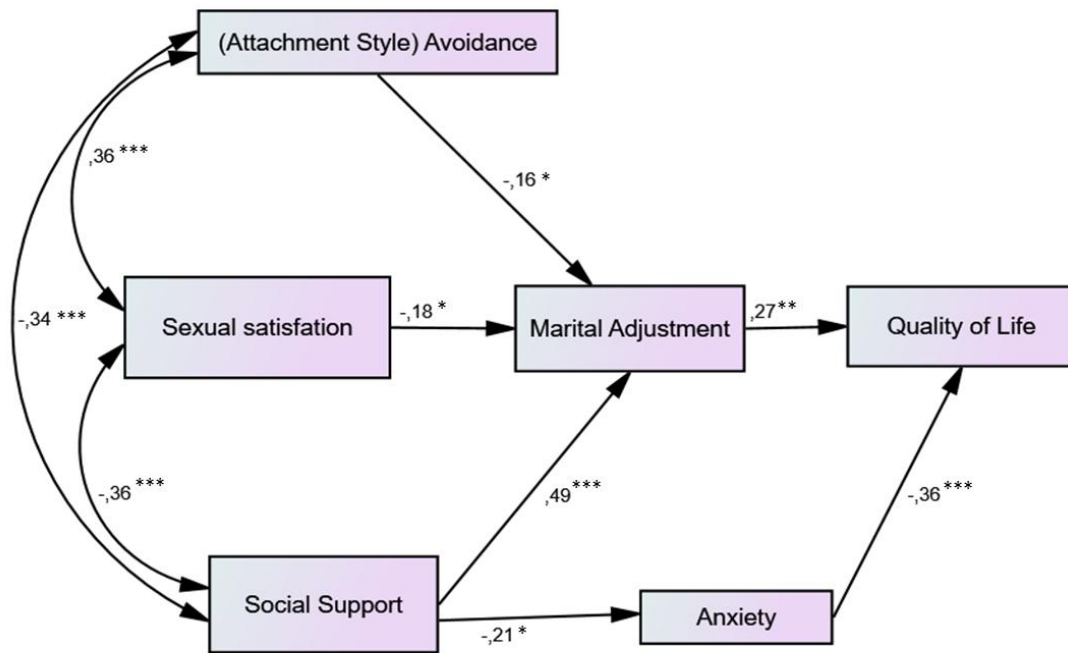 (Attachment Style) Avoidance
,36 ***
-,16 *
-,34 ***
Sexual satisfation
-,18 *
Marital Adjustment
,27**
Quality of Life
-,36 ***
,49 ***
-,36 ***
Social Support
-,21 *
Anxiety